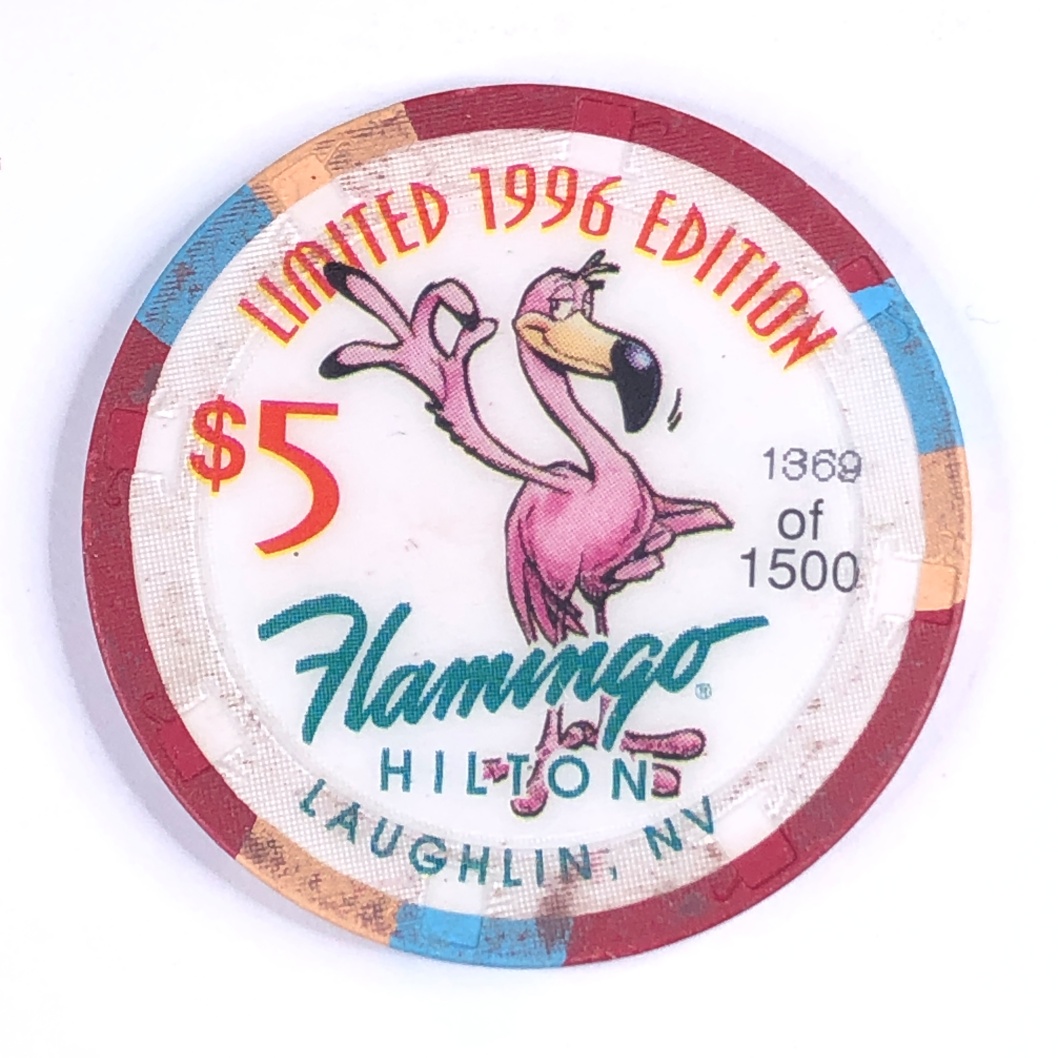 LIMITED 1996 EDITION
$5
1369
of
1500
Flamingo®
HILTON
LAUGHLIN, NV